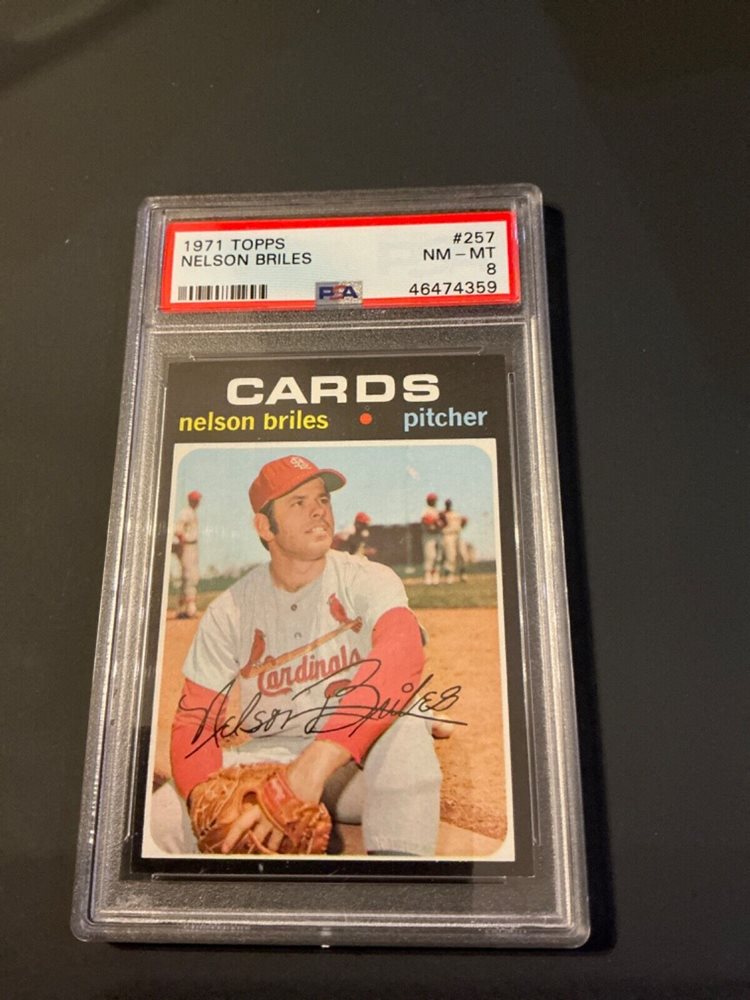 1971 TOPPS #257
NELSON BRILES NM - MT
8
PSA 46474359
CARDS
nelson briles • pitcher
Cardinals
Nelson Briles